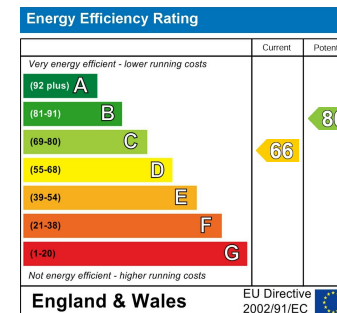 Energy Efficiency Rating
Current
Very energy efficient - lower running costs
(92 plus) A
(81-91) B
(69-80) C
(55-68) D
(39-54) E
(21-38) F
(1-20) G
66
Not energy efficient - higher running costs
England & Wales
EU Directive
2002/91/EC